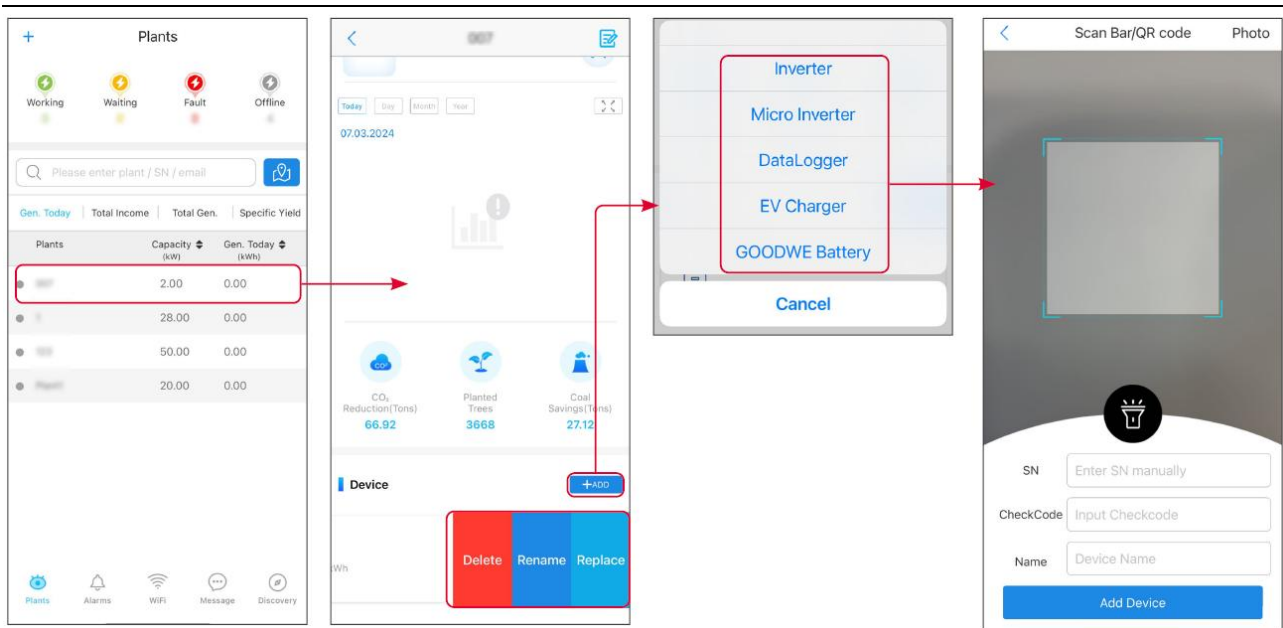 Plants
Working
Waiting
Fault
Offline
Please enter plant / SN / email
Gen. Today
Total Income
Total Gen.
Specific Yield
Plants
Capacity
(kW)
Gen. Today
(kWh)
2.00
0.00
28.00
0.00
50.00
0.00
20.00
0.00
Plants
Alarms
WiFi
Message
Discovery
007
Today
Day
Month
Year
07.03.2024
CO₂
Reduction(Tons)
66.92
Planted
Trees
3668
Coal
Savings(Tons)
27.12
Device
+ADD
kWh
Delete
Rename
Replace
Inverter
Micro Inverter
DataLogger
EV Charger
GOODWE Battery
Cancel
Scan Bar/QR code
Photo
SN
Enter SN manually
CheckCode
Input Checkcode
Name
Device Name
Add Device